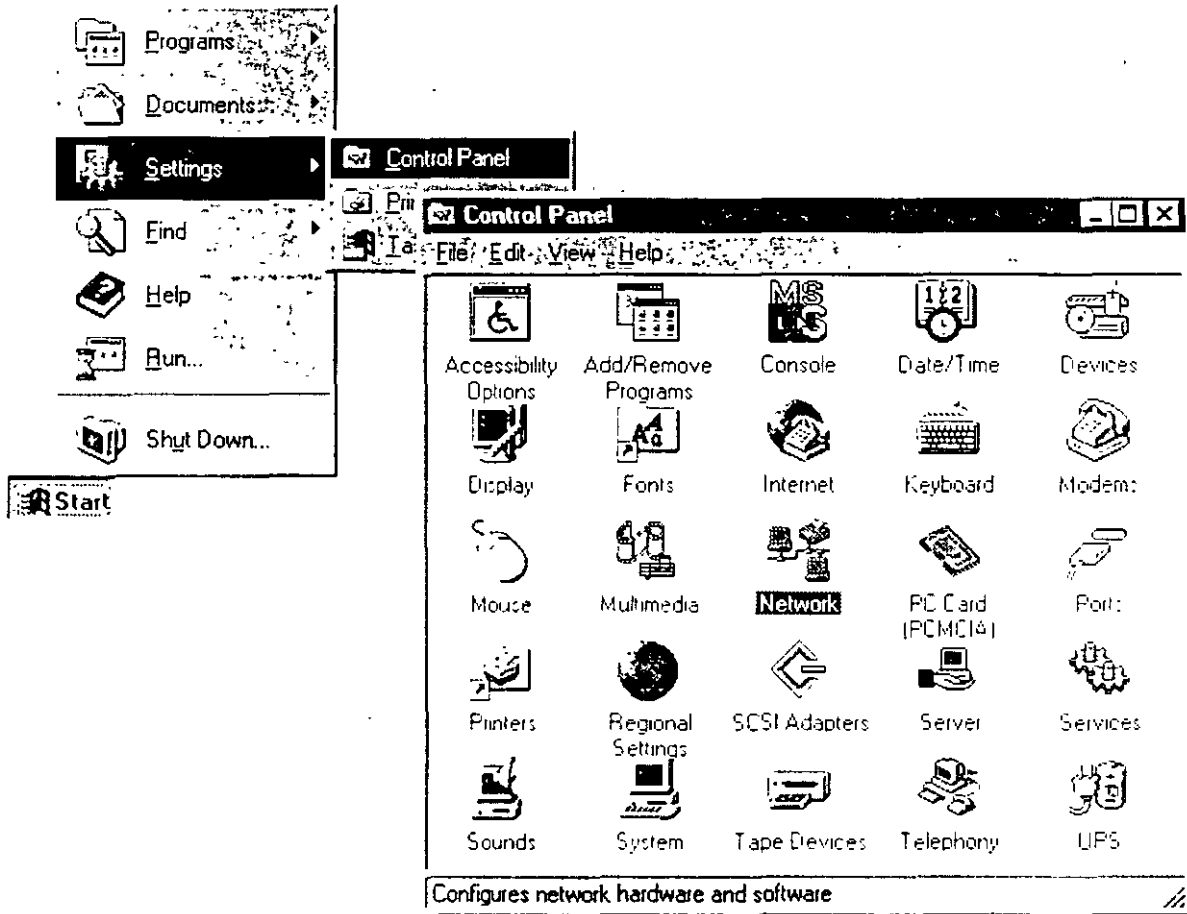 Programs
Documents
Settings
Find
Help
Run...
Shut Down...
Start
Control Panel
Control Panel
File Edit View Help
Accessibility Options
Add/Remove Programs
Console
Date/Time
Devices
Display
Fonts
Internet
Keyboard
Modems
Mouse
Multimedia
Network
PC Card (PCMCIA)
Ports
Printers
Regional Settings
SCSI Adapters
Server
Services
Sounds
System
Tape Devices
Telephony
UPS
Configures network hardware and software